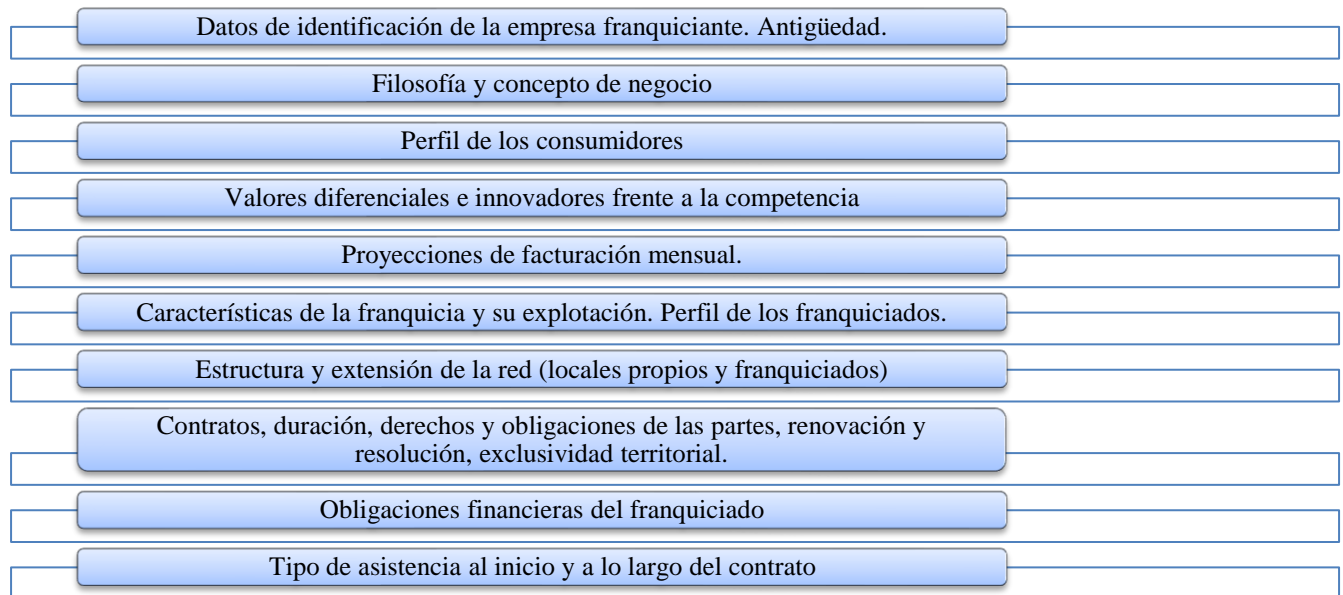 Datos de identificación de la empresa franquiciante. Antigüedad.
Filosofía y concepto de negocio
Perfil de los consumidores
Valores diferenciales e innovadores frente a la competencia
Proyecciones de facturación mensual.
Características de la franquicia y su explotación. Perfil de los franquiciados.
Estructura y extensión de la red (locales propios y franquiciados)
Contratos, duración, derechos y obligaciones de las partes, renovación y
resolución, exclusividad territorial.
Obligaciones financieras del franquiciado
Tipo de asistencia al inicio y a lo largo del contrato